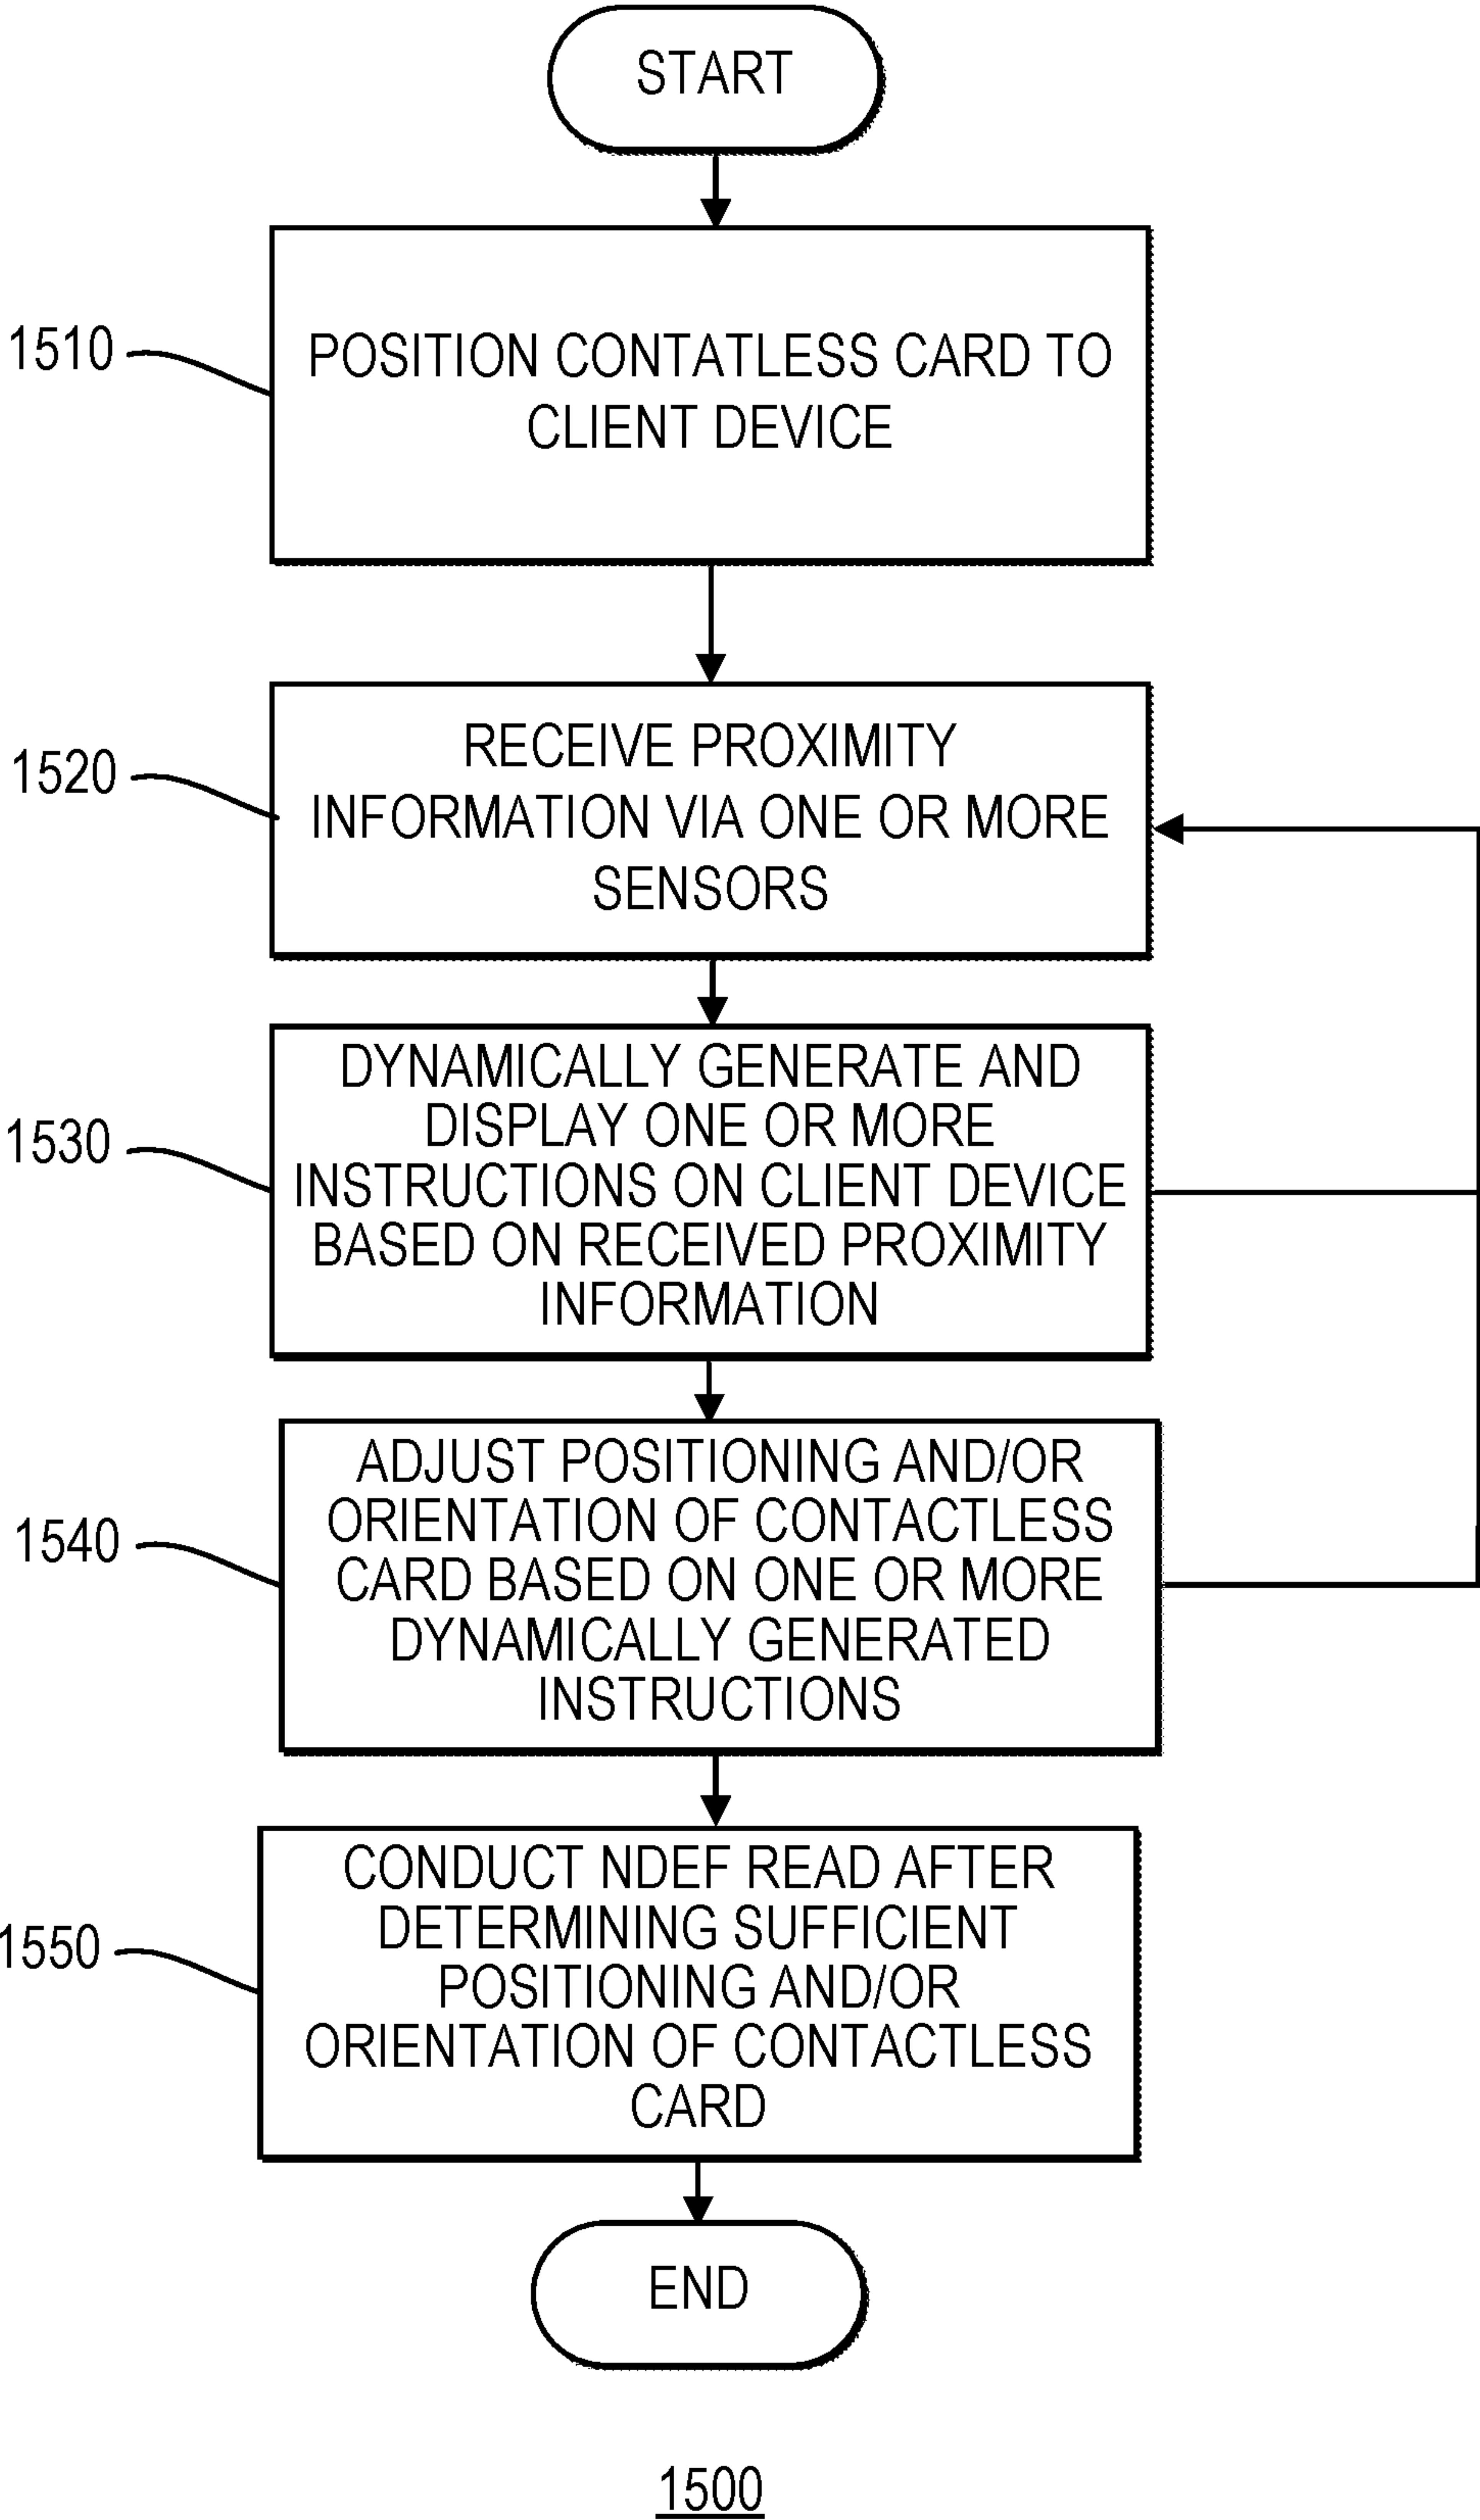 START
1510
POSITION CONTATLESS CARD TO
CLIENT DEVICE
1520
RECEIVE PROXIMITY
INFORMATION VIA ONE OR MORE
SENSORS
1530
DYNAMICALLY GENERATE AND
DISPLAY ONE OR MORE
INSTRUCTIONS ON CLIENT DEVICE
BASED ON RECEIVED PROXIMITY
INFORMATION
1540
ADJUST POSITIONING AND/OR
ORIENTATION OF CONTACTLESS
CARD BASED ON ONE OR MORE
DYNAMICALLY GENERATED
INSTRUCTIONS
1550
CONDUCT NDEF READ AFTER
DETERMINING SUFFICIENT
POSITIONING AND/OR
ORIENTATION OF CONTACTLESS
CARD
END
1500